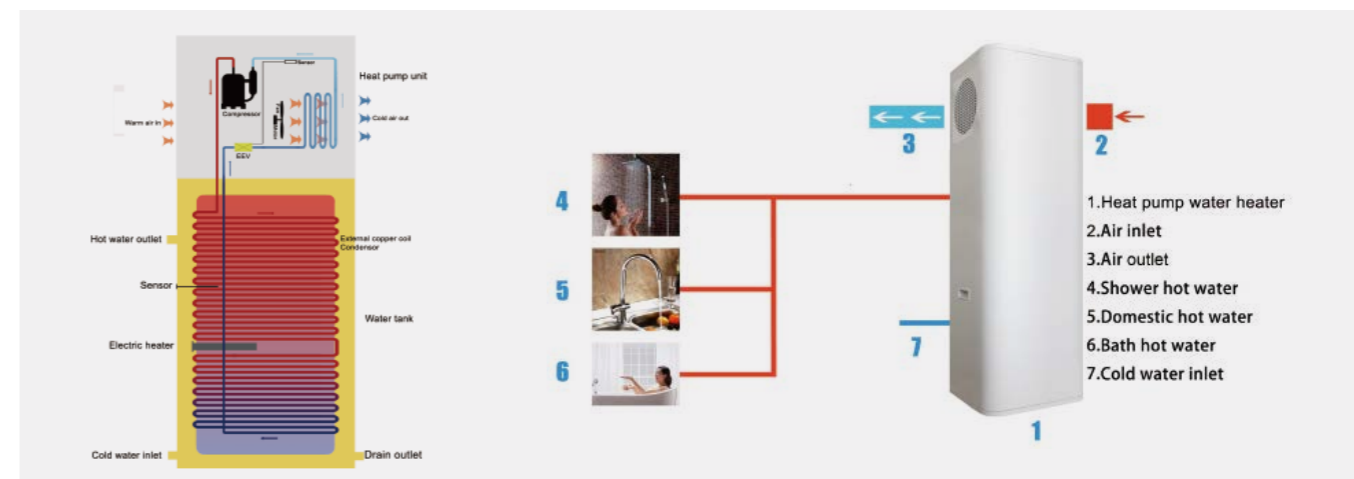 Sensor
Heat pump unit
Compressor
Warm air in
Cold air out
EEV
Hot water outlet
External copper coil
Condensor
Sensor
Water tank
Electric heater
Cold water inlet
Drain outlet
3
2
4
5
6
7
1
1.Heat pump water heater
2.Air inlet
3.Air outlet
4.Shower hot water
5.Domestic hot water
6.Bath hot water
7.Cold water inlet